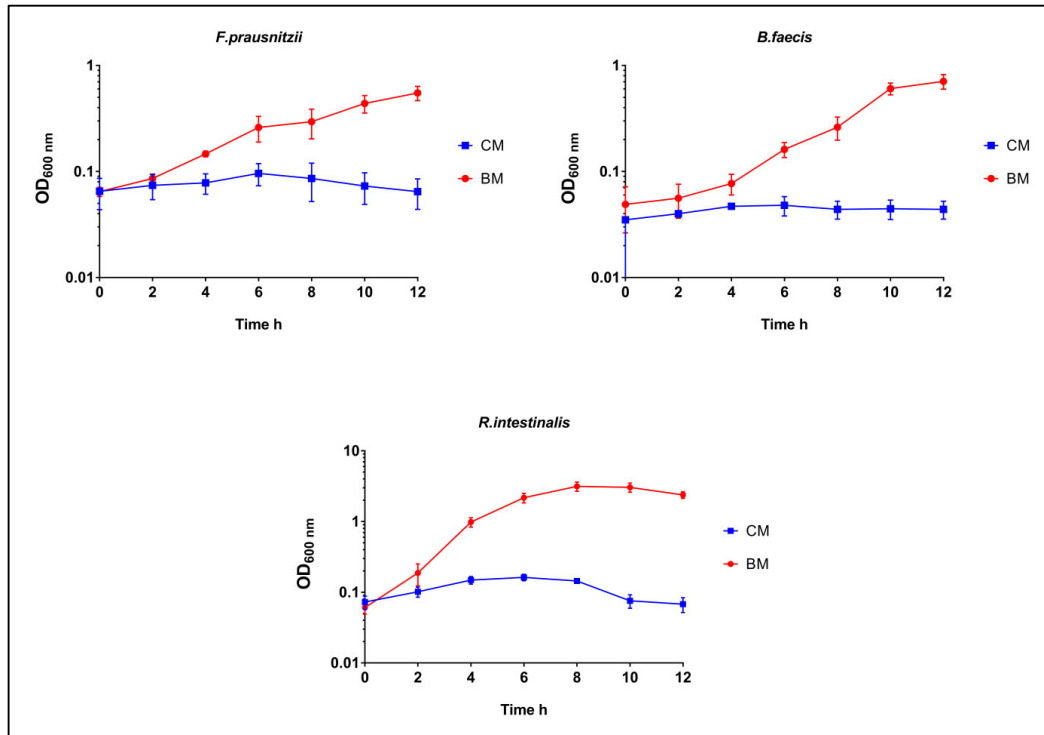 F.prausnitzii
1
0.1
0.01
OD600 nm
0 2 4 6 8 10 12
Time h
CM
BM
B.faecis
1
0.1
0.01
OD600 nm
0 2 4 6 8 10 12
Time h
CM
BM
R.intestinalis
10
1
0.1
0.01
OD600 nm
0 2 4 6 8 10 12
Time h
CM
BM